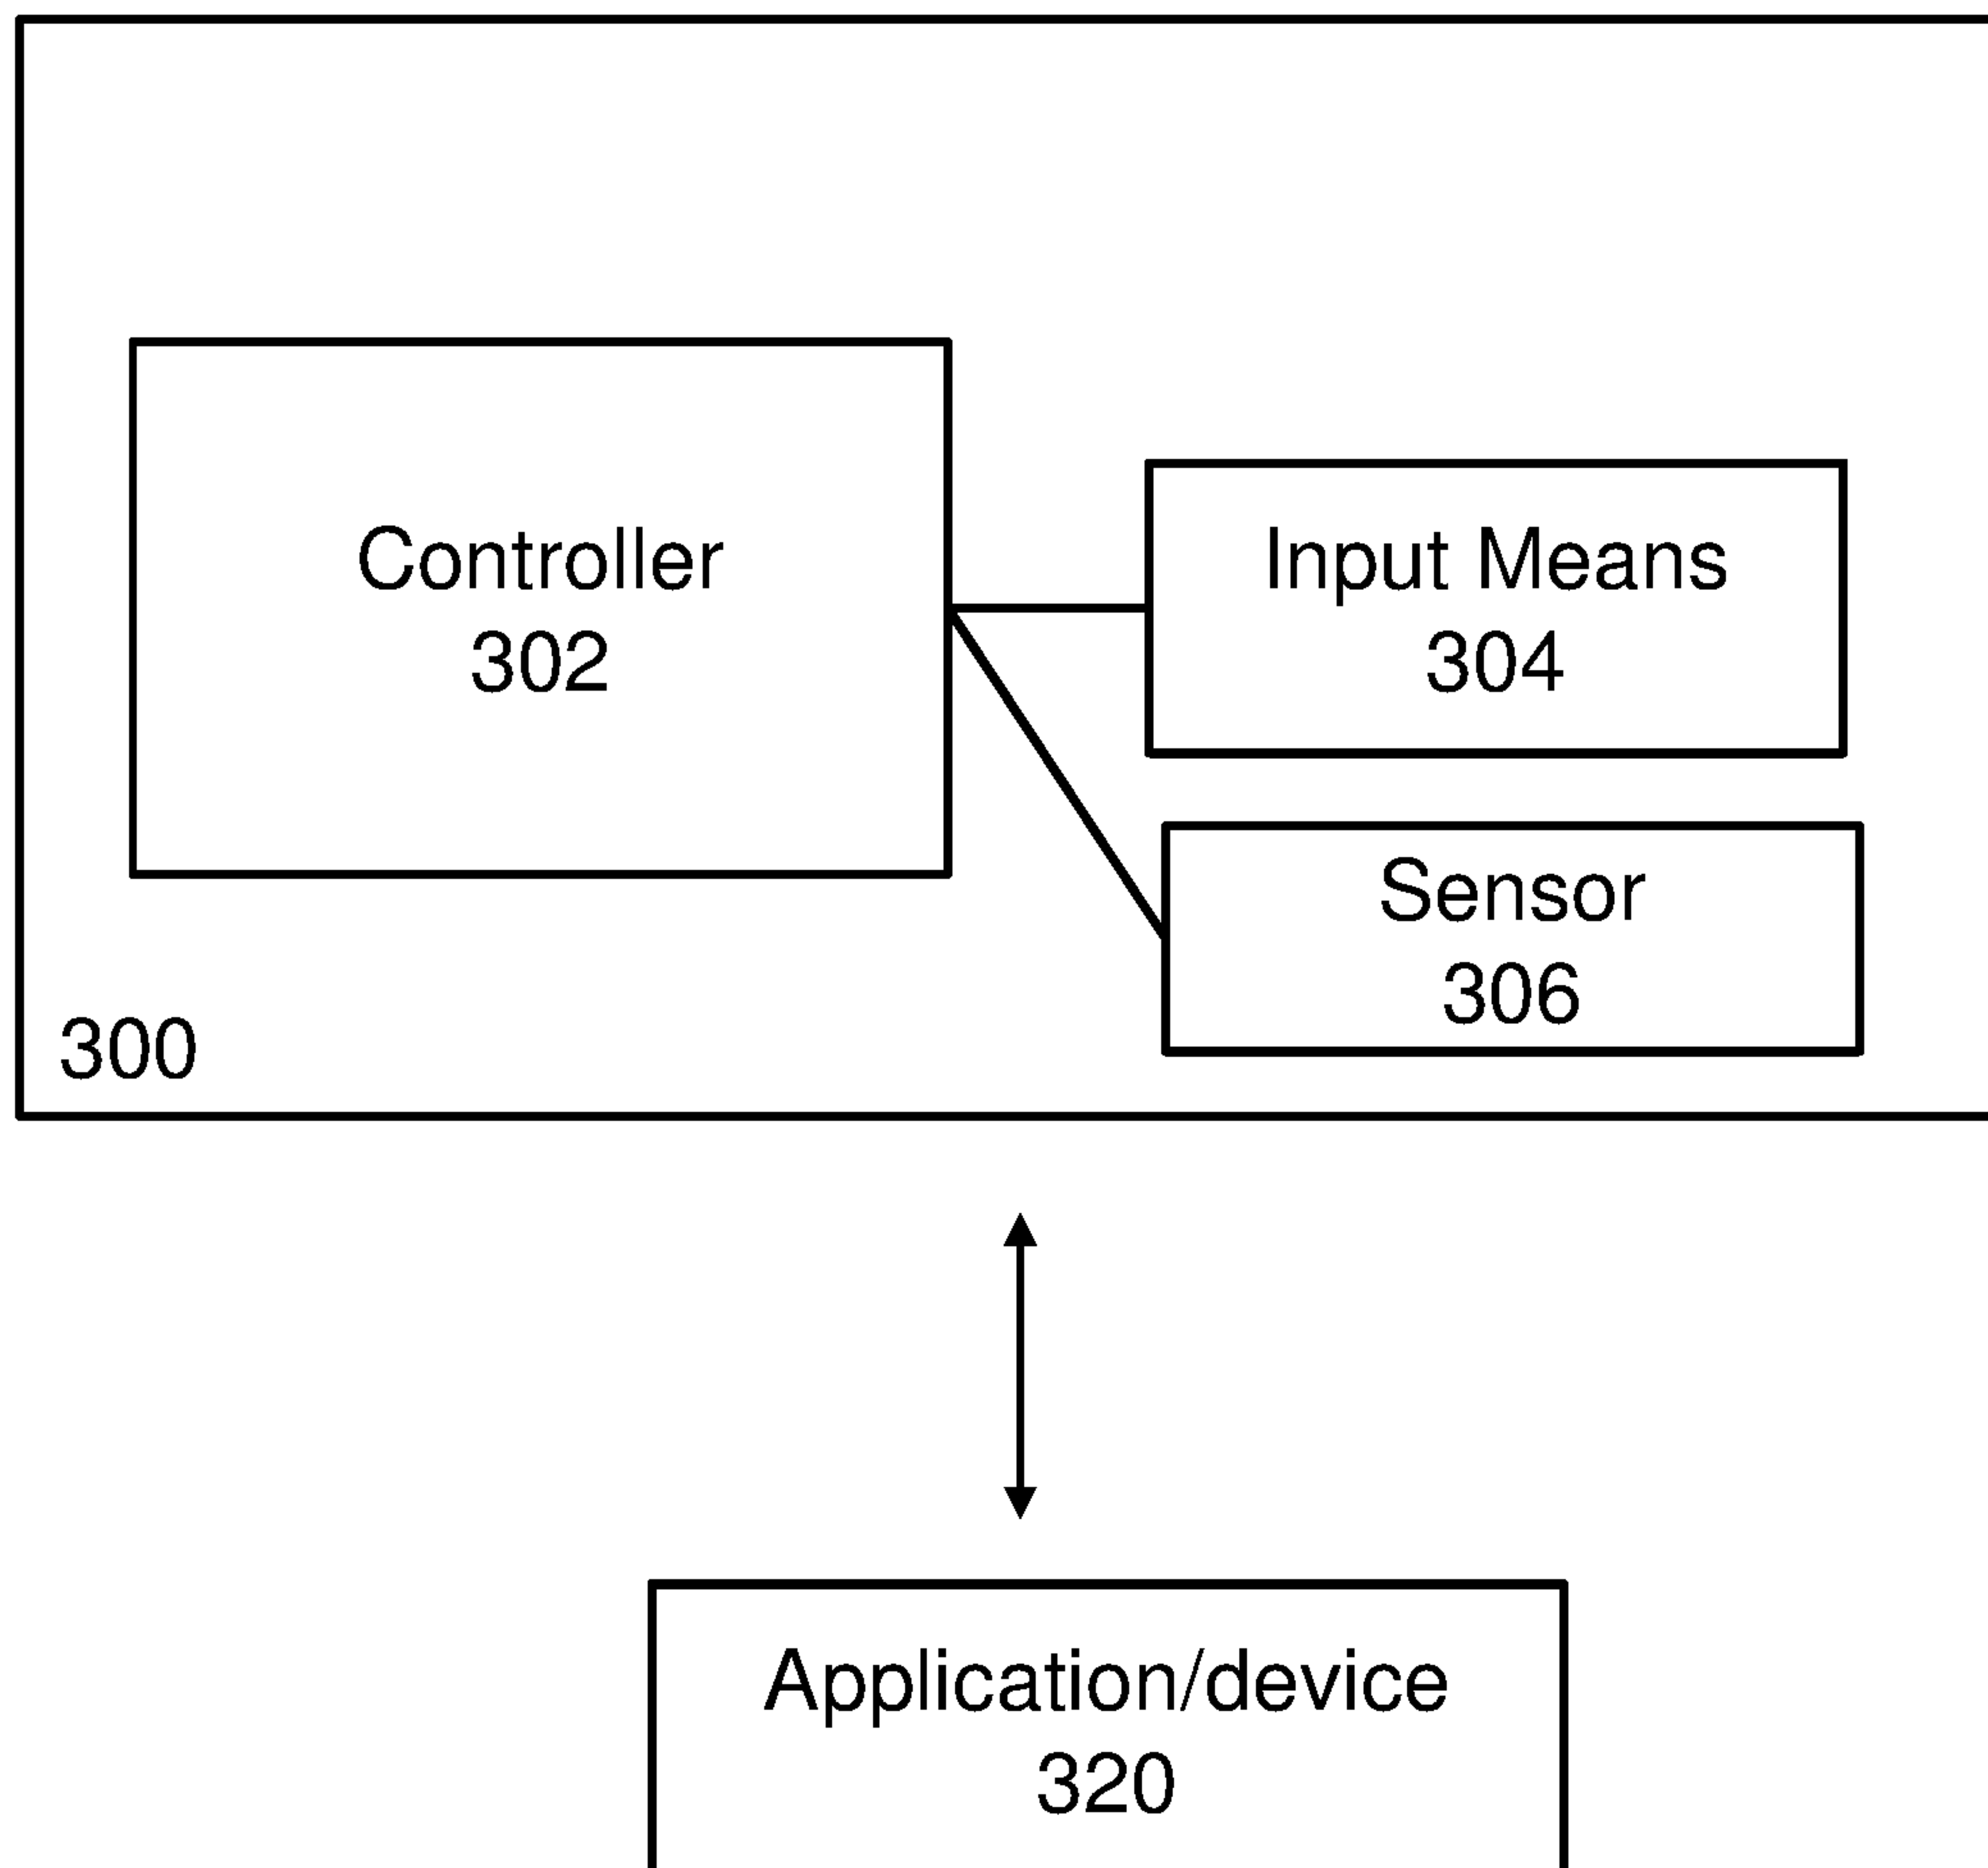 Controller
302
Input Means
304
Sensor
306
300
Application/device
320